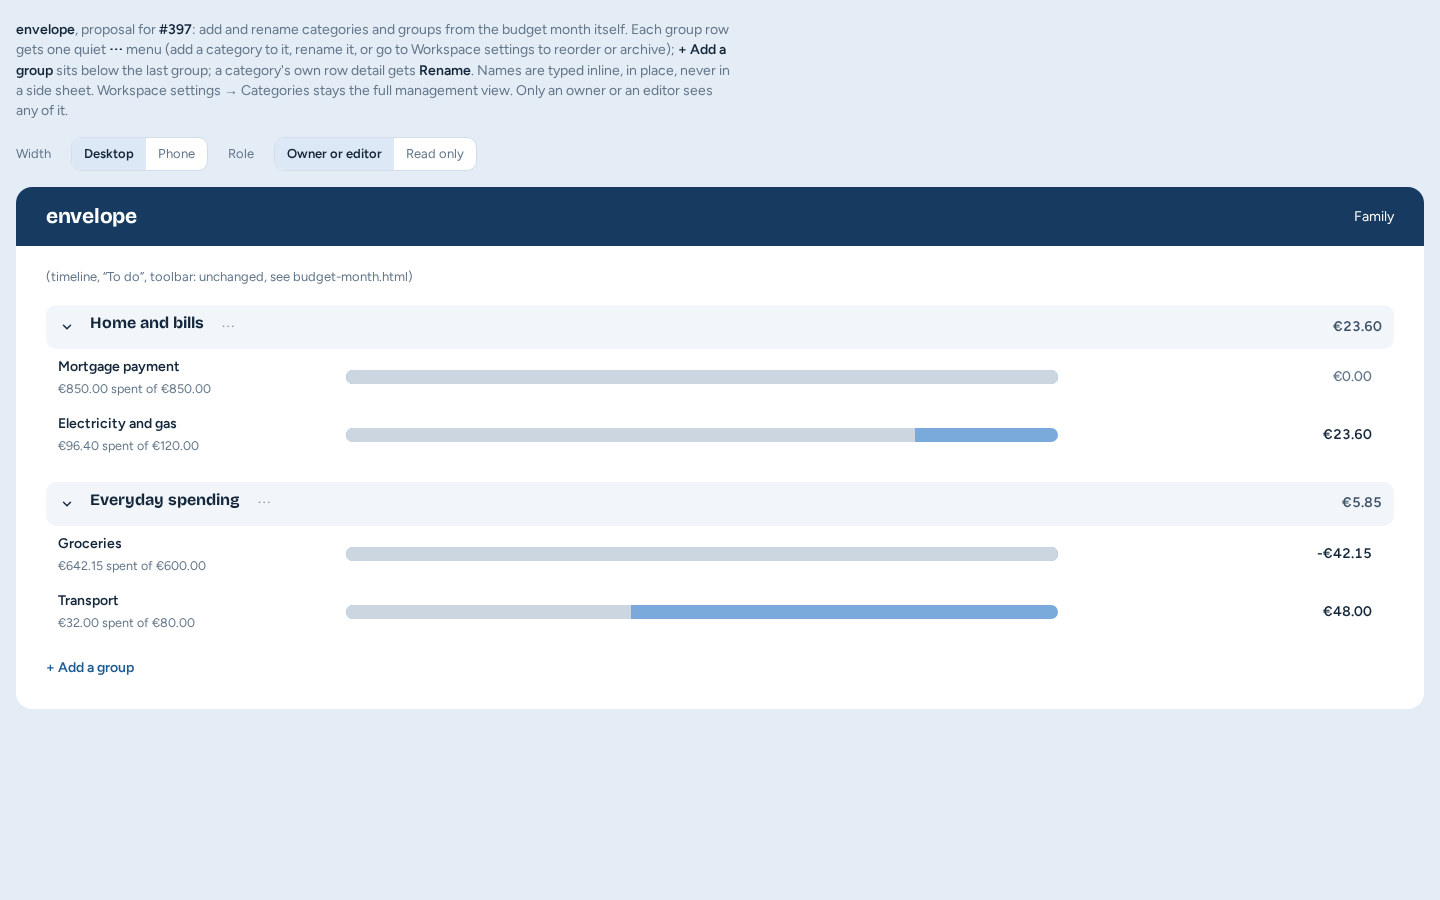 envelope, proposal for #397: add and rename categories and groups from the budget month itself. Each group row
gets one quiet ··· menu (add a category to it, rename it, or go to Workspace settings to reorder or archive); + Add a
group sits below the last group; a category's own row detail gets Rename. Names are typed inline, in place, never in
a side sheet. Workspace settings → Categories stays the full management view. Only an owner or an editor sees
any of it.
Width Desktop Phone Role Owner or editor Read only
envelope Family
(timeline, “To do”, toolbar: unchanged, see budget-month.html)
Home and bills ··· €23.60
Mortgage payment
€850.00 spent of €850.00 €0.00
Electricity and gas
€96.40 spent of €120.00 €23.60
Everyday spending ··· €5.85
Groceries
€642.15 spent of €600.00 -€42.15
Transport
€32.00 spent of €80.00 €48.00
+ Add a group